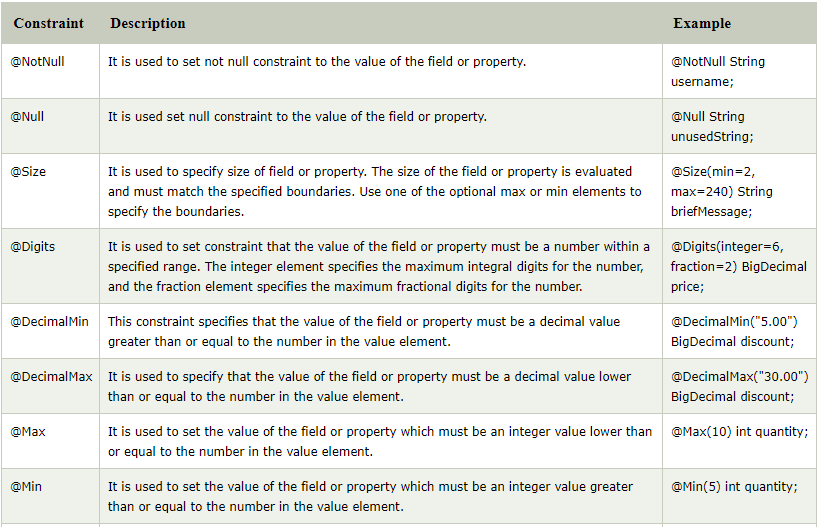 Constraint Description Example
@NotNull It is used to set not null constraint to the value of the field or property. @NotNull String
username;
@Null It is used set null constraint to the value of the field or property. @Null String
unusedString;
@Size It is used to specify size of field or property. The size of the field or property is evaluated @Size(min=2,
and must match the specified boundaries. Use one of the optional max or min elements to max=240) String
specify the boundaries. briefMessage;
@Digits It is used to set constraint that the value of the field or property must be a number within a @Digits(integer=6,
specified range. The integer element specifies the maximum integral digits for the number, fraction=2) BigDecimal
and the fraction element specifies the maximum fractional digits for the number. price;
@DecimalMin This constraint specifies that the value of the field or property must be a decimal value @DecimalMin("5.00")
greater than or equal to the number in the value element. BigDecimal discount;
@DecimalMax It is used to specify that the value of the field or property must be a decimal value lower @DecimalMax("30.00")
than or equal to the number in the value element. BigDecimal discount;
@Max It is used to set the value of the field or property which must be an integer value lower than @Max(10) int quantity;
or equal to the number in the value element.
@Min It is used to set the value of the field or property which must be an integer value greater @Min(5) int quantity;
than or equal to the number in the value element.